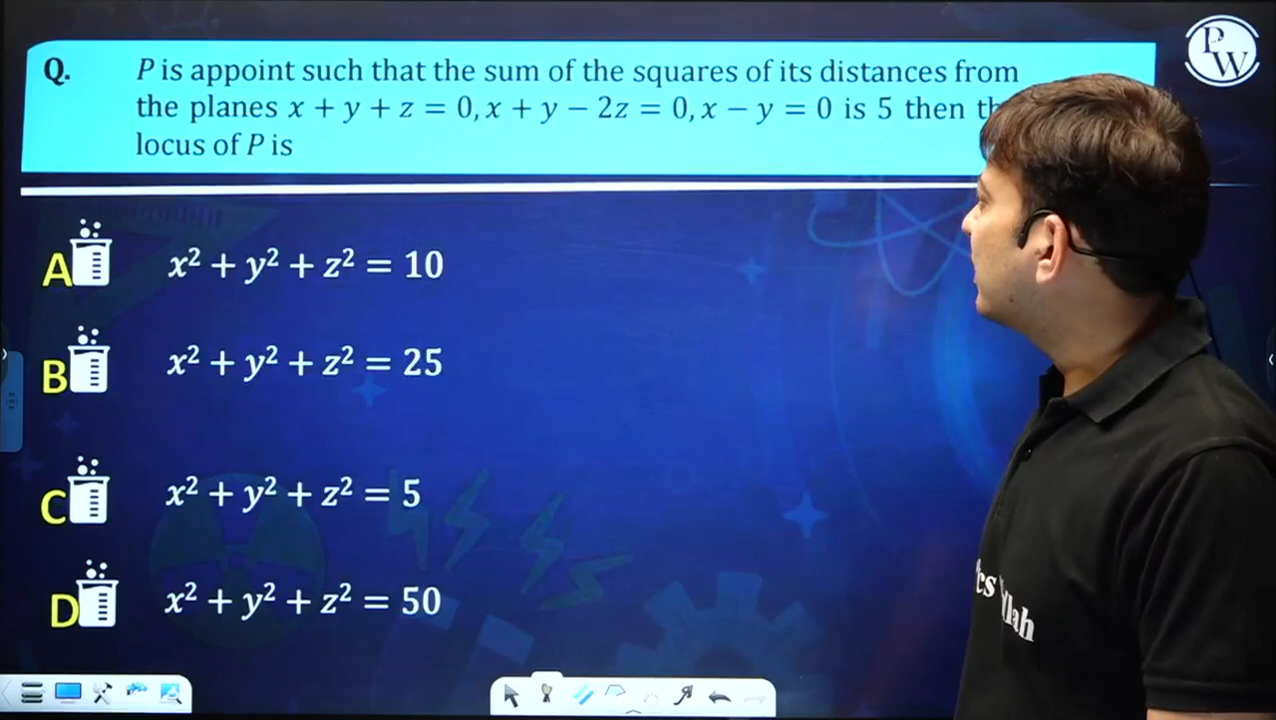 P W
Q. P is appoint such that the sum of the squares of its distances from
the planes x + y + z = 0, x + y − 2z = 0, x − y = 0 is 5 then
locus of P is
A x² + y² + z² = 10
B x² + y² + z² = 25
C x² + y² + z² = 5
D x² + y² + z² = 50